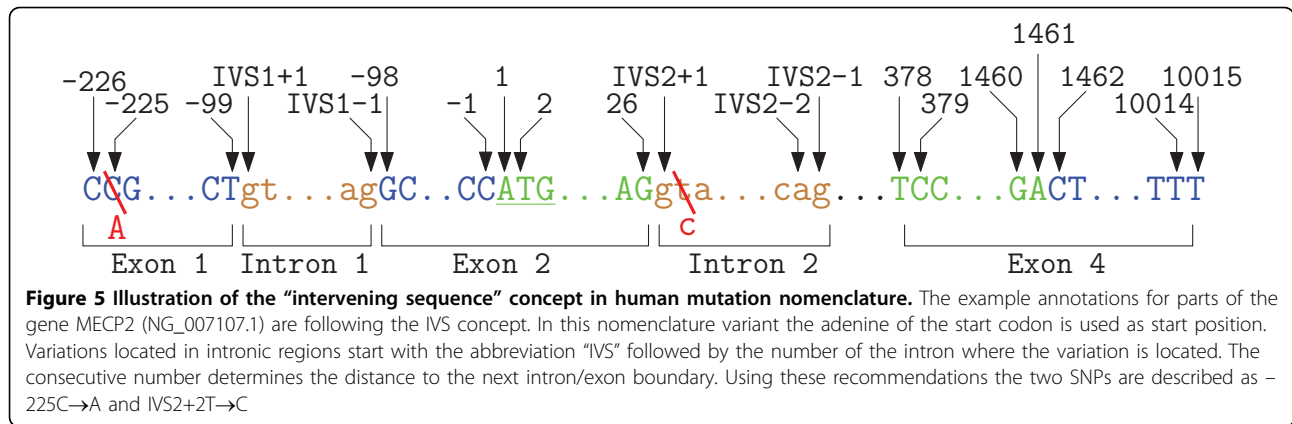 1461
-226 IVS1+1 -98 1 IVS2+1 IVS2-1 378 1460 1462 10015
-225 -99 IVS1-1 -1 2 26 IVS2-2 379 10014
CCG...CTgt...agGC..CCATG...AGgta...cag...TCC...GACT...TTT
A c
Exon 1 Intron 1 Exon 2 Intron 2 Exon 4
Figure 5 Illustration of the “intervening sequence” concept in human mutation nomenclature. The example annotations for parts of the
gene MECP2 (NG_007107.1) are following the IVS concept. In this nomenclature variant the adenine of the start codon is used as start position.
Variations located in intronic regions start with the abbreviation “IVS” followed by the number of the intron where the variation is located. The
consecutive number determines the distance to the next intron/exon boundary. Using these recommendations the two SNPs are described as –
225C→A and IVS2+2T→C